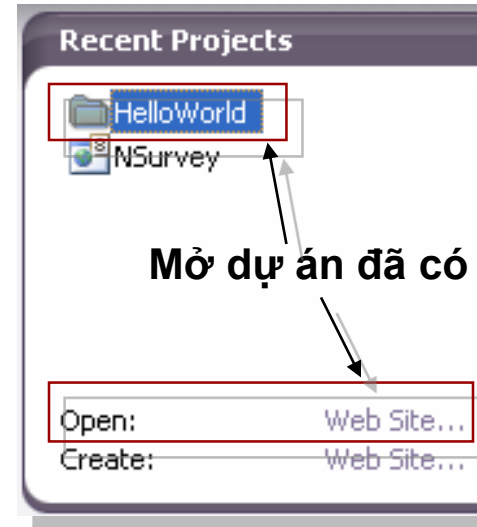 Recent Projects
HelloWorld
NSurvey
Mở dự án đã có
Open: Web Site...
Create: Web Site...